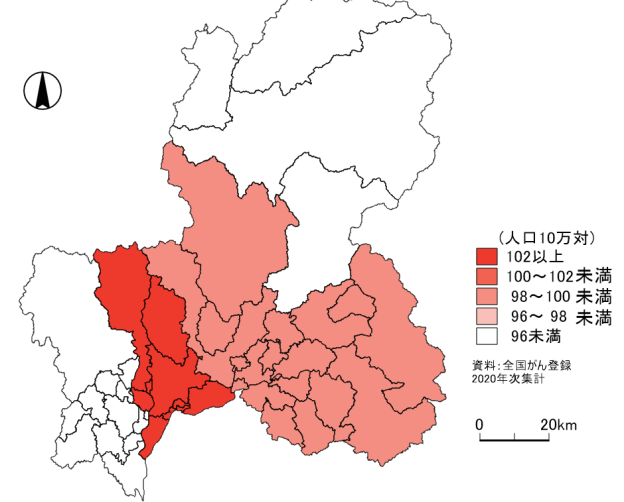 (人口10万対)
102以上
100～102未満
98～100 未満
96～ 98 未満
96未満
資料:全国がん登録
2020年次集計
0 20km